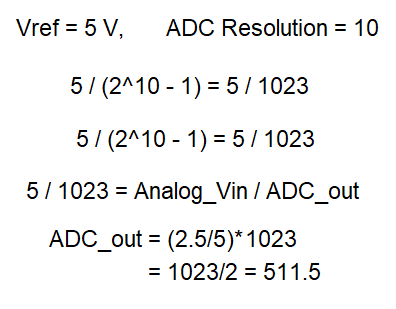 Vref = 5 V, ADC Resolution = 10
5 / (2^10 - 1) = 5 / 1023
5 / (2^10 - 1) = 5 / 1023
5 / 1023 = Analog_Vin / ADC_out
ADC_out = (2.5/5)*1023
= 1023/2 = 511.5